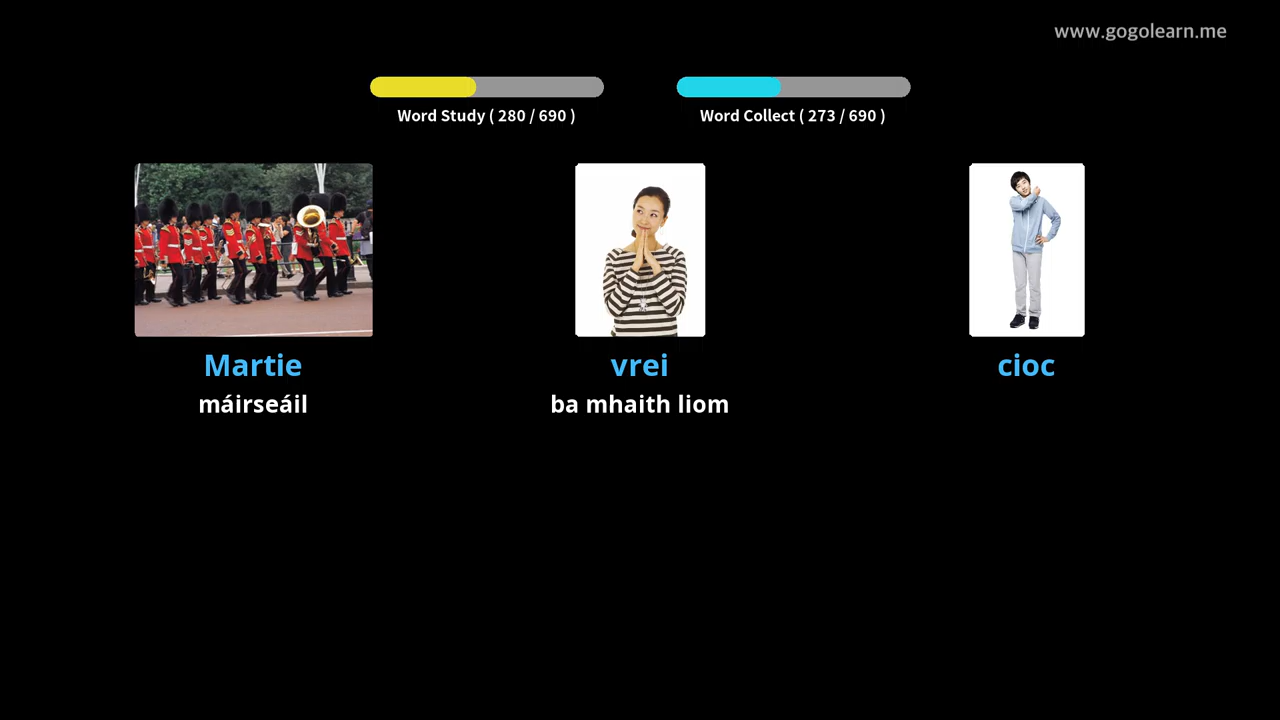 www.gogolearn.me
Word Study ( 280 / 690 )
Word Collect ( 273 / 690 )
Martie
máirseáil
vrei
ba mhaith liom
cioc